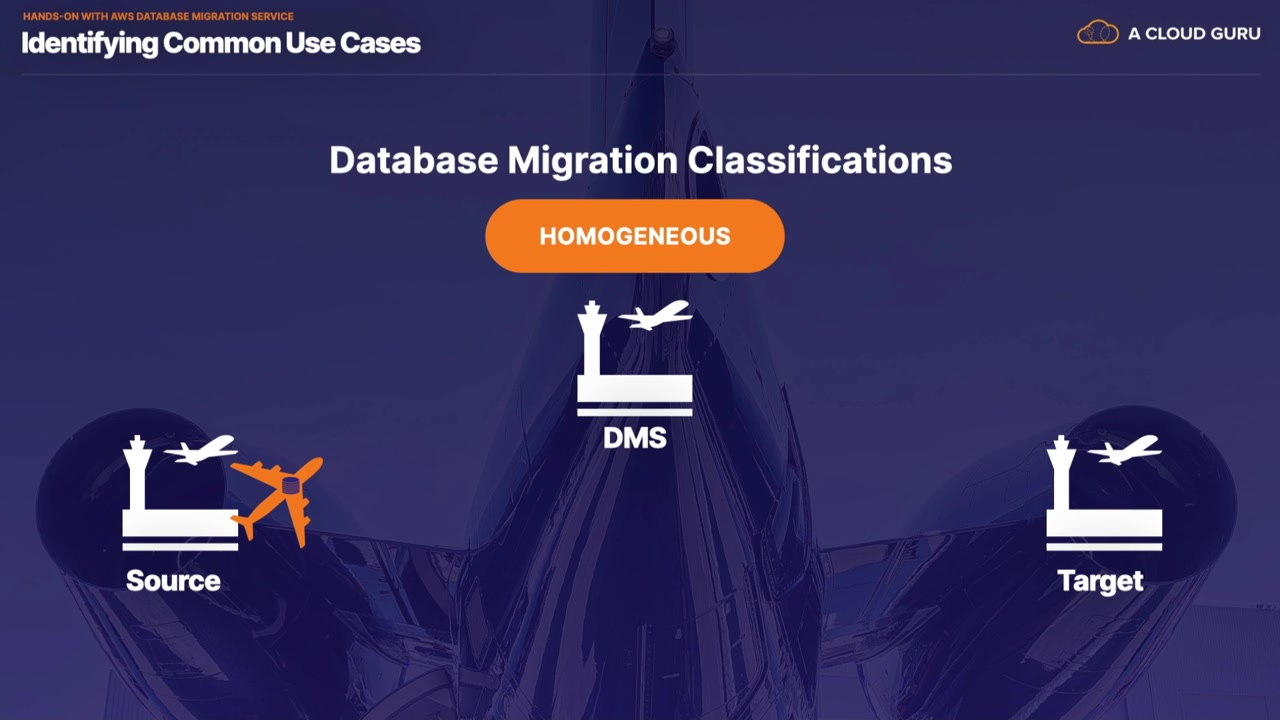 HANDS-ON WITH AWS DATABASE MIGRATION SERVICE
Identifying Common Use Cases
A CLOUD GURU
Database Migration Classifications
HOMOGENEOUS
DMS
Source
Target